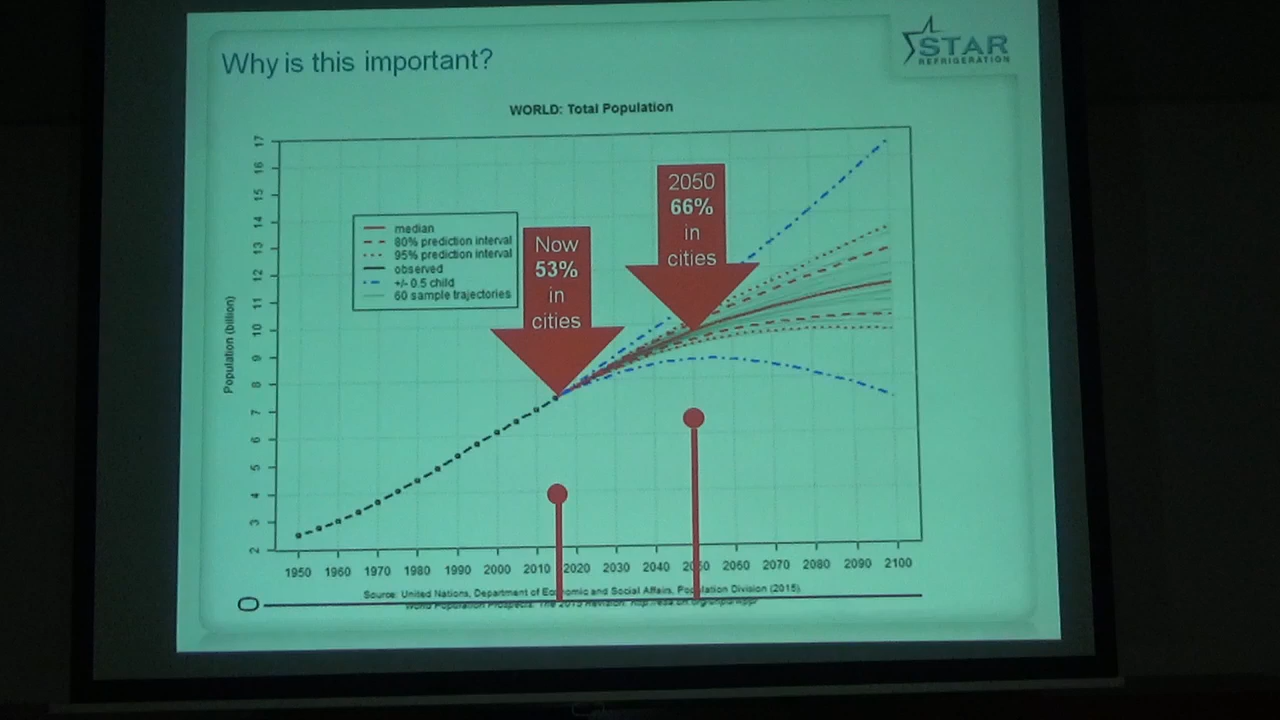 Why is this important?
STAR
REFRIGERATION
WORLD: Total Population
17
16
15
14
13
12
11
10
9
8
7
6
5
4
3
2
0
Population (billion)
median
80% prediction interval
95% prediction interval
observed
+/- 0.5 child
60 sample trajectories
Now
53%
in
cities
2050
66%
in
cities
1950 1960 1970 1980 1990 2000 2010 2020 2030 2040 2050 2060 2070 2080 2090 2100
Source: United Nations, Department of Economic and Social Affairs, Population Division (2015).
World Population Prospects: The 2015 Revision.